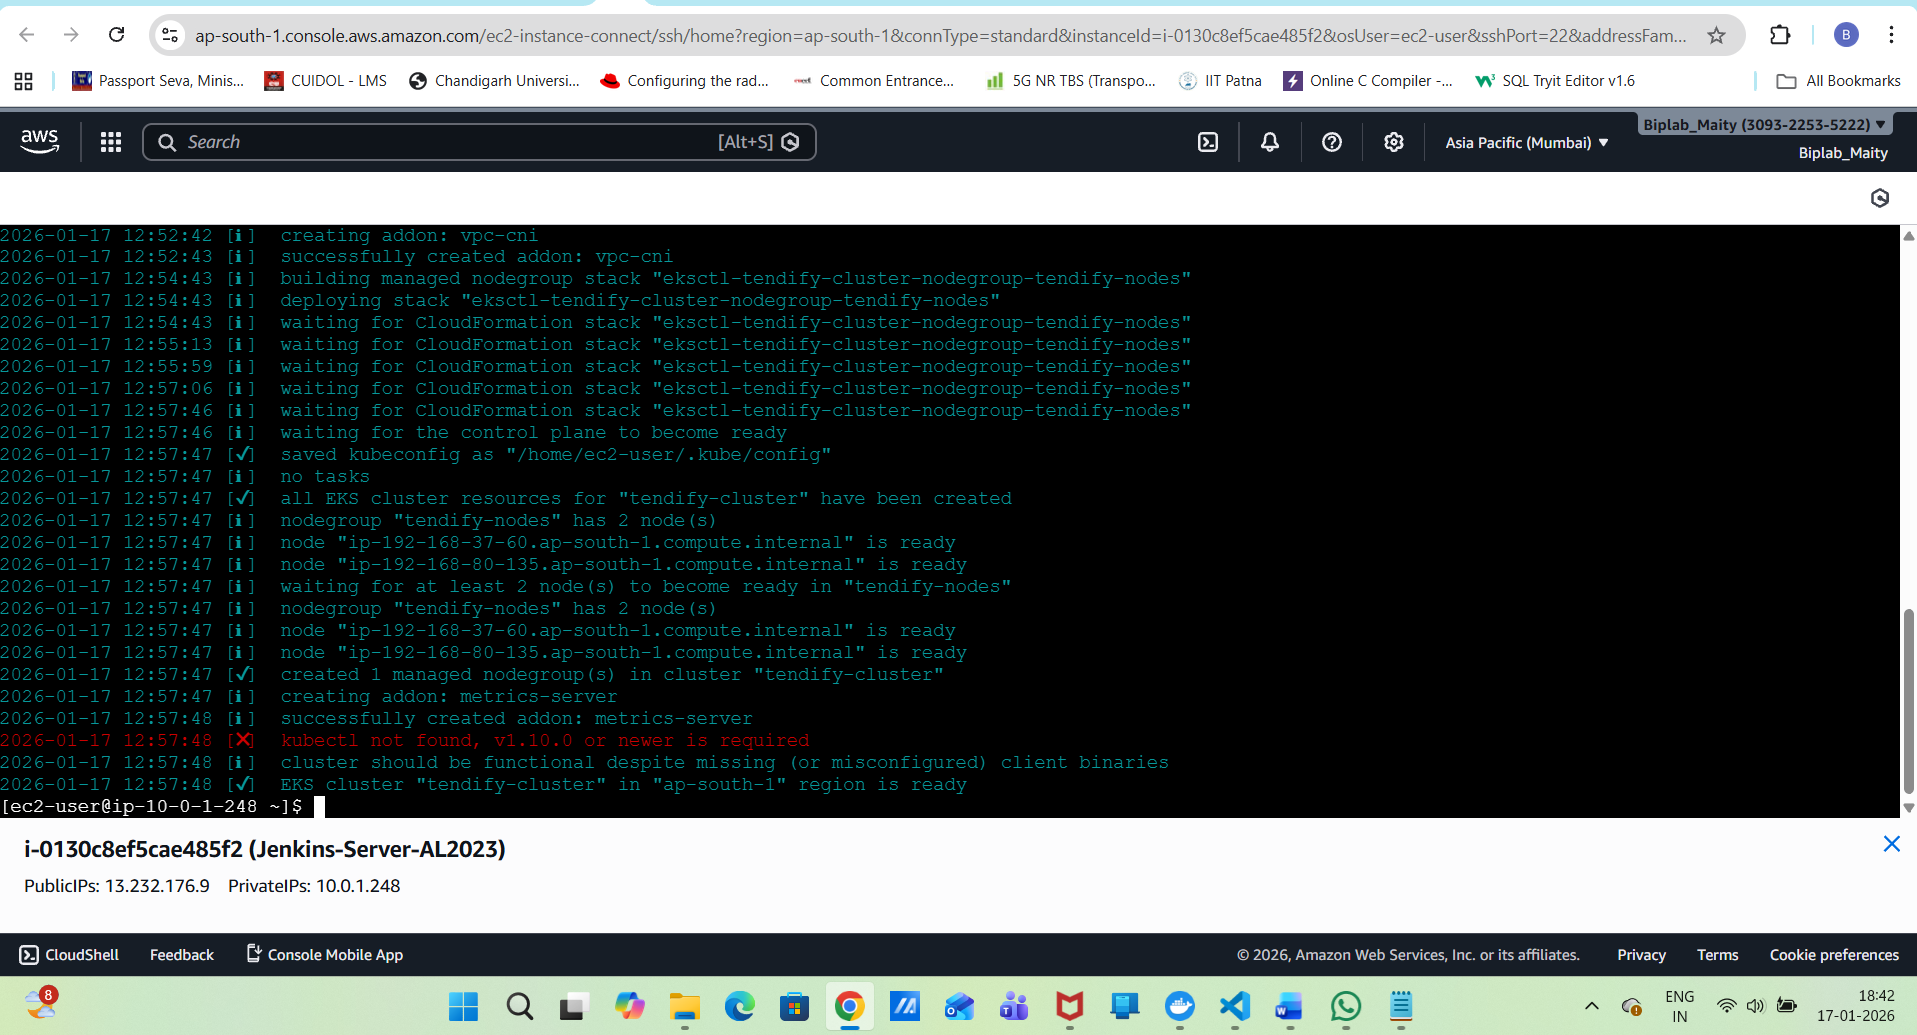 ap-south-1.console.aws.amazon.com/ec2-instance-connect/ssh/home?region=ap-south-1&connType=standard&instanceId=i-0130c8ef5cae485f2&osUser=ec2-user&sshPort=22&addressFam...
B
Passport Seva, Minis...
CUIDOL - LMS
Chandigarh Universi...
Configuring the rad...
Common Entrance...
5G NR TBS (Transpo...
IIT Patna
Online C Compiler -...
SQL Tryit Editor v1.6
All Bookmarks
aws
Search
[Alt+S]
Asia Pacific (Mumbai) ▼
Biplab_Maity (3093-2253-5222) ▼
Biplab_Maity
2026-01-17 12:52:42 [ℹ]  creating addon: vpc-cni
2026-01-17 12:52:43 [ℹ]  successfully created addon: vpc-cni
2026-01-17 12:54:43 [ℹ]  building managed nodegroup stack "eksctl-tendify-cluster-nodegroup-tendify-nodes"
2026-01-17 12:54:43 [ℹ]  deploying stack "eksctl-tendify-cluster-nodegroup-tendify-nodes"
2026-01-17 12:54:43 [ℹ]  waiting for CloudFormation stack "eksctl-tendify-cluster-nodegroup-tendify-nodes"
2026-01-17 12:55:13 [ℹ]  waiting for CloudFormation stack "eksctl-tendify-cluster-nodegroup-tendify-nodes"
2026-01-17 12:55:59 [ℹ]  waiting for CloudFormation stack "eksctl-tendify-cluster-nodegroup-tendify-nodes"
2026-01-17 12:57:06 [ℹ]  waiting for CloudFormation stack "eksctl-tendify-cluster-nodegroup-tendify-nodes"
2026-01-17 12:57:46 [ℹ]  waiting for CloudFormation stack "eksctl-tendify-cluster-nodegroup-tendify-nodes"
2026-01-17 12:57:46 [ℹ]  waiting for the control plane to become ready
2026-01-17 12:57:47 [✔]  saved kubeconfig as "/home/ec2-user/.kube/config"
2026-01-17 12:57:47 [ℹ]  no tasks
2026-01-17 12:57:47 [✔]  all EKS cluster resources for "tendify-cluster" have been created
2026-01-17 12:57:47 [ℹ]  nodegroup "tendify-nodes" has 2 node(s)
2026-01-17 12:57:47 [ℹ]  node "ip-192-168-37-60.ap-south-1.compute.internal" is ready
2026-01-17 12:57:47 [ℹ]  node "ip-192-168-80-135.ap-south-1.compute.internal" is ready
2026-01-17 12:57:47 [ℹ]  waiting for at least 2 node(s) to become ready in "tendify-nodes"
2026-01-17 12:57:47 [ℹ]  nodegroup "tendify-nodes" has 2 node(s)
2026-01-17 12:57:47 [ℹ]  node "ip-192-168-37-60.ap-south-1.compute.internal" is ready
2026-01-17 12:57:47 [ℹ]  node "ip-192-168-80-135.ap-south-1.compute.internal" is ready
2026-01-17 12:57:47 [✔]  created 1 managed nodegroup(s) in cluster "tendify-cluster"
2026-01-17 12:57:47 [ℹ]  creating addon: metrics-server
2026-01-17 12:57:48 [ℹ]  successfully created addon: metrics-server
2026-01-17 12:57:48 [✖]  kubectl not found, v1.10.0 or newer is required
2026-01-17 12:57:48 [ℹ]  cluster should be functional despite missing (or misconfigured) client binaries
2026-01-17 12:57:48 [✔]  EKS cluster "tendify-cluster" in "ap-south-1" region is ready
[ec2-user@ip-10-0-1-248 ~]$
i-0130c8ef5cae485f2 (Jenkins-Server-AL2023)
PublicIPs: 13.232.176.9 PrivateIPs: 10.0.1.248
CloudShell
Feedback
Console Mobile App
© 2026, Amazon Web Services, Inc. or its affiliates.
Privacy
Terms
Cookie preferences
8
ENG
IN
18:42
17-01-2026